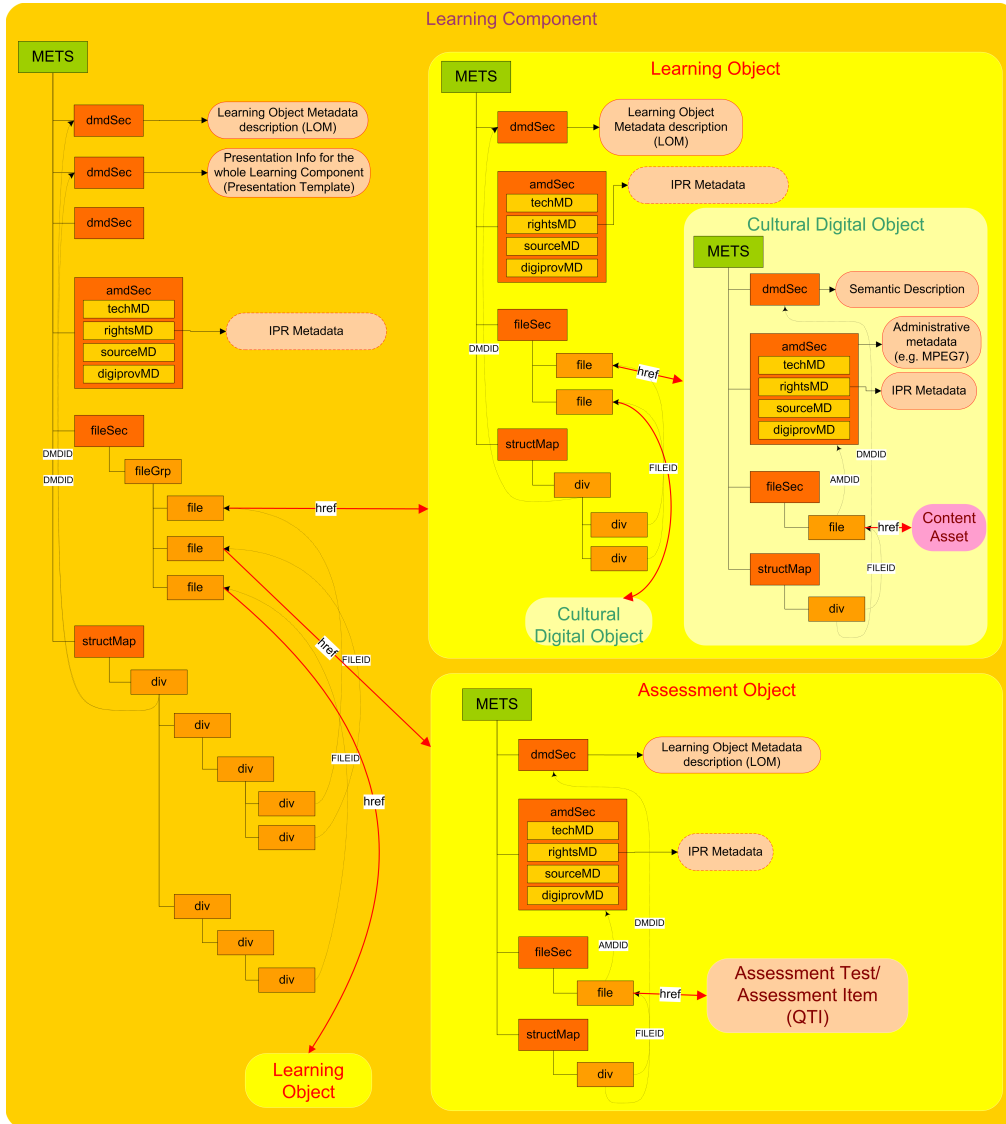 Learning Component
METS
dmdSec
Learning Object Metadata
description (LOM)
dmdSec
Presentation Info for the
whole Learning Component
(Presentation Template)
dmdSec
amdSec
techMD
rightsMD
sourceMD
digiprovMD
IPR Metadata
fileSec
DMDID
DMDID
fileGrp
file
href
file
file
href
FILEID
structMap
div
div
div
FILEID
div
div
href
div
div
div
Learning
Object
Learning Object
METS
dmdSec
Learning Object
Metadata description
(LOM)
amdSec
techMD
rightsMD
sourceMD
digiprovMD
IPR Metadata
fileSec
DMDID
file
href
file
structMap
FILEID
div
div
div
Cultural
Digital Object
Cultural Digital Object
METS
dmdSec
Semantic Description
amdSec
techMD
rightsMD
sourceMD
digiprovMD
Administrative
metadata
(e.g. MPEG7)
IPR Metadata
DMDID
AMDID
fileSec
file
href
Content
Asset
FILEID
structMap
div
Assessment Object
METS
dmdSec
Learning Object Metadata
description (LOM)
amdSec
techMD
rightsMD
sourceMD
digiprovMD
IPR Metadata
DMDID
AMDID
fileSec
file
href
Assessment Test/
Assessment Item
(QTI)
FILEID
structMap
div